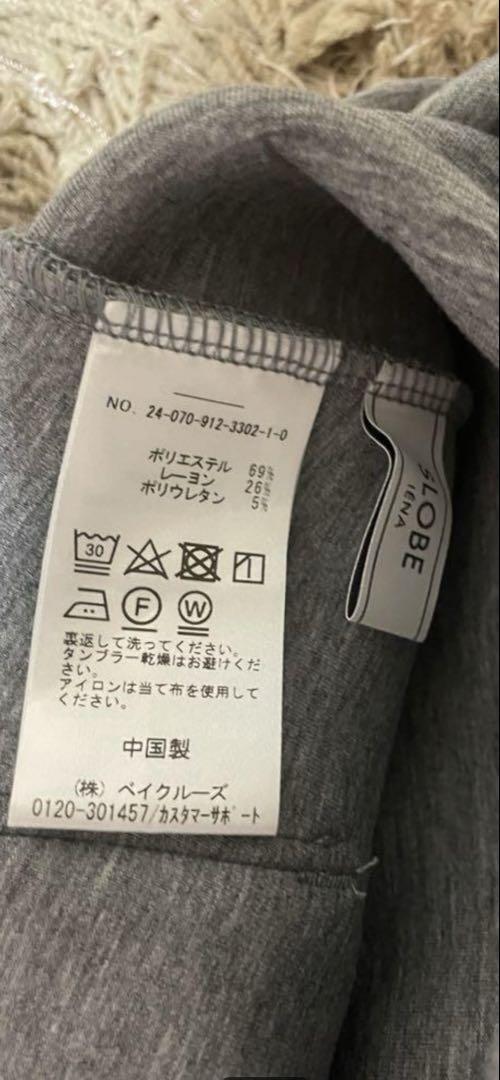 NO. 24-070-912-3302-1-0
ポリエステル 69%
レーヨン 26%
ポリウレタン 5%
30
F W
裏返して洗ってください。
タンブラー乾燥はお避けくだ
さい。
アイロンは当て布を使用して
ください。
中国製
(株) ベイクルーズ
0120-301457/カスタマーサポート
SLOBE
IENA